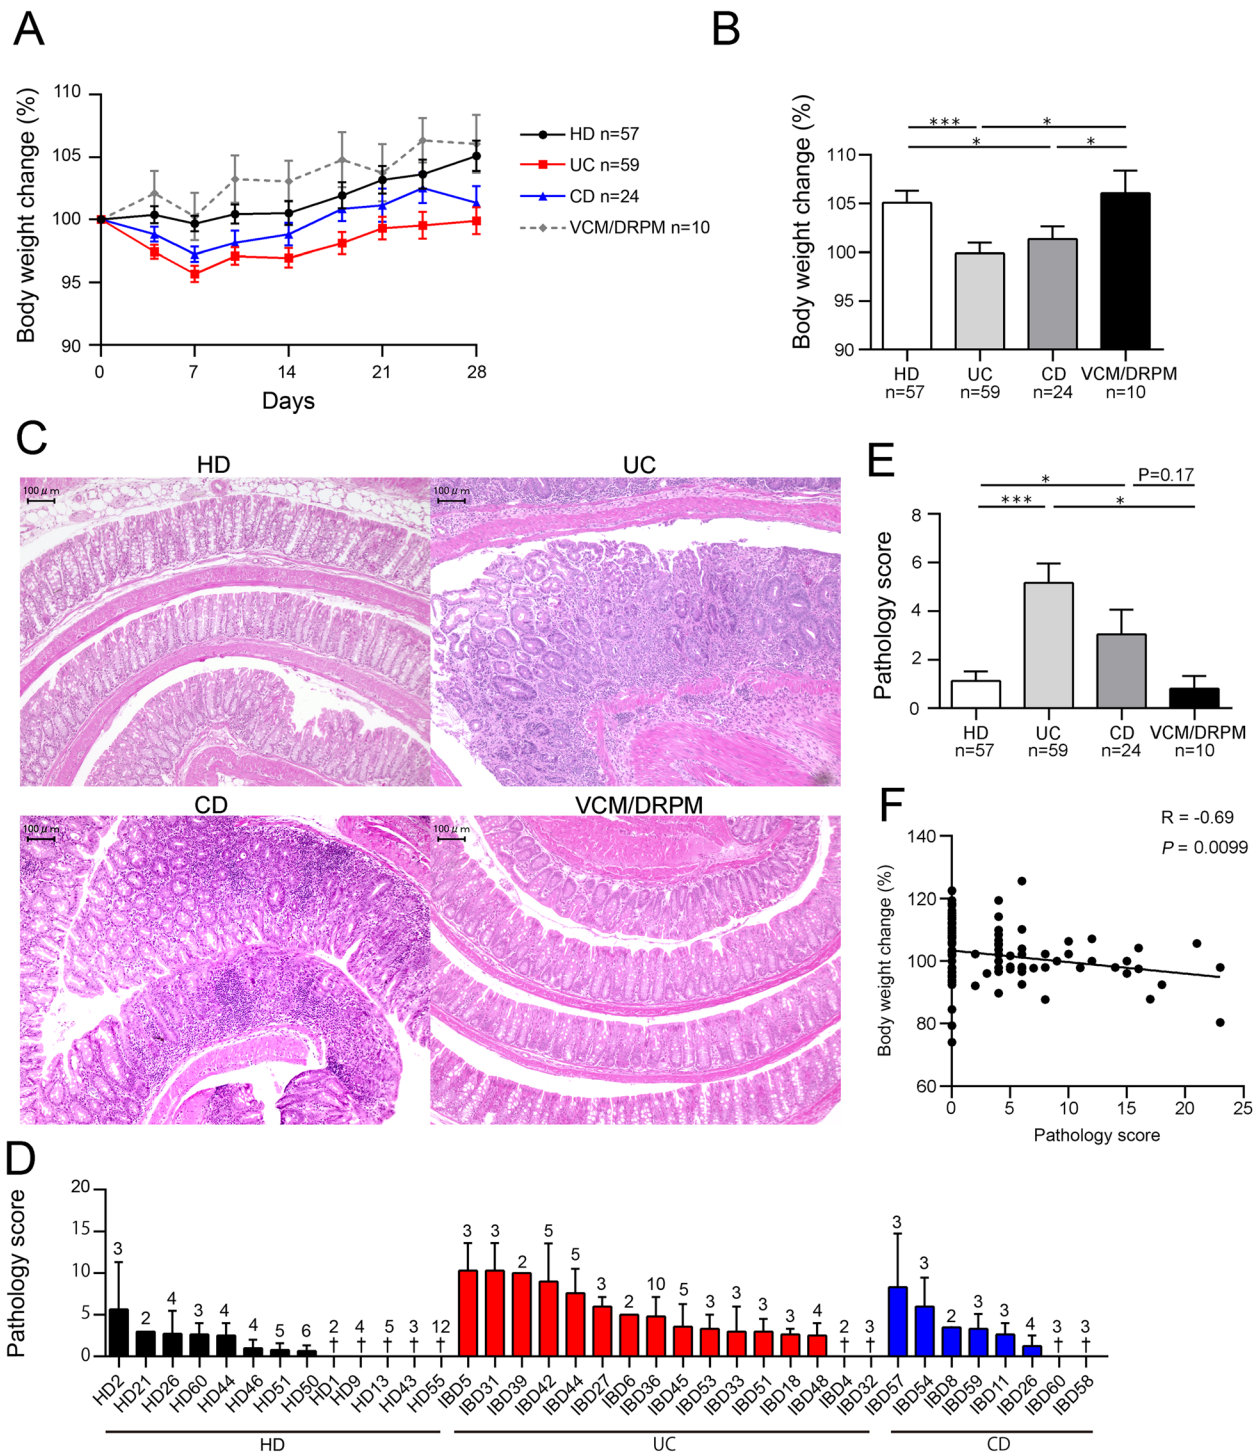 A
Body weight change (%)
110
105
100
95
90
0 7 14 21 28
Days
HD n=57
UC n=59
CD n=24
VCM/DRPM n=10
B
Body weight change (%)
*** *
* *
110
105
100
95
90
HD UC CD VCM/DRPM
n=57 n=59 n=24 n=10
C
HD UC
100 μm 100 μm
CD VCM/DRPM
100 μm 100 μm
E
Pathology score
* P=0.17
*** *
8
6
4
2
0
HD UC CD VCM/DRPM
n=57 n=59 n=24 n=10
F
R = -0.69
P = 0.0099
Body weight change (%)
140
120
100
80
60
0 5 10 15 20 25
Pathology score
D
Pathology score
20
15
10
5
0
3 2 4 3 4 4 5 6 2 4 5 3 12 3 3 2 5 5 3 2 10 5 3 3 3 3 4 2 3 3 3 2 3 3 4 3 3
† † † † † † † † †
HD2 HD21 HD26 HD60 HD44 HD46 HD51 HD50 HD1 HD9 HD13 HD43 HD55 IBD5 IBD31 IBD39 IBD42 IBD44 IBD27 IBD6 IBD36 IBD45 IBD53 IBD33 IBD51 IBD18 IBD48 IBD4 IBD32 IBD57 IBD54 IBD8 IBD59 IBD11 IBD26 IBD60 IBD58
HD UC CD